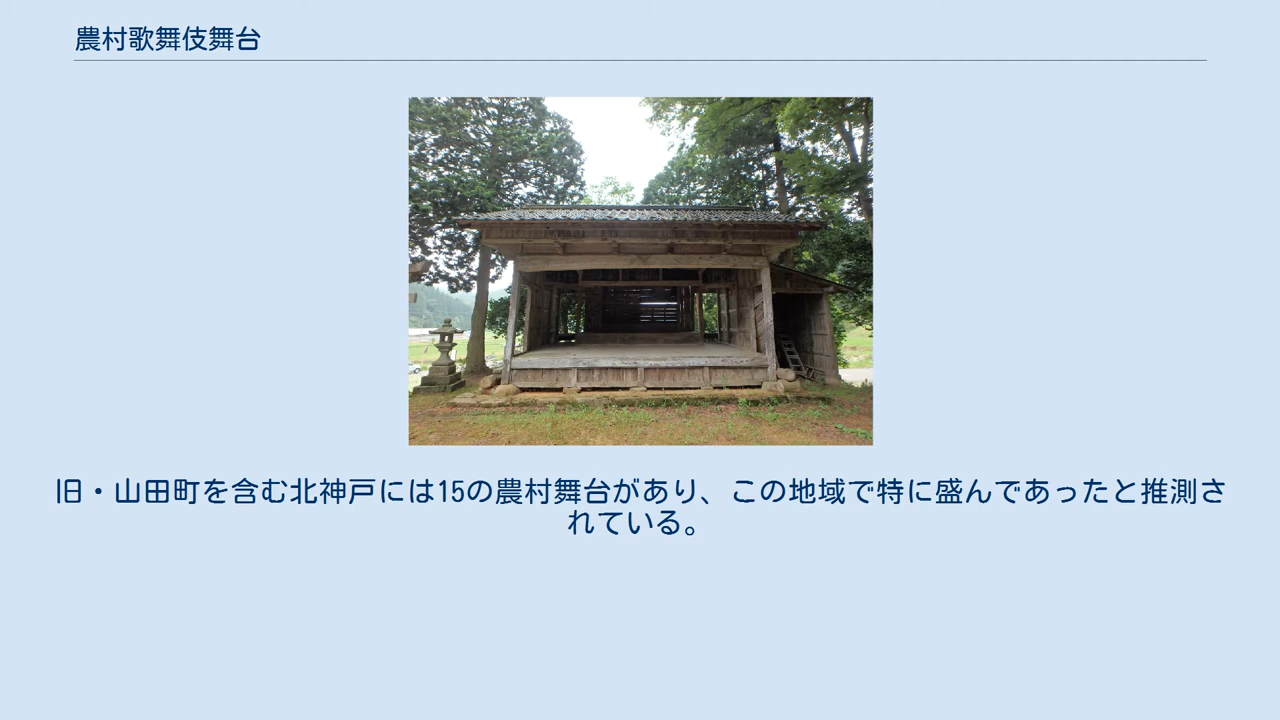 農村歌舞伎舞台
旧・山田町を含む北神戸には15の農村舞台があり、この地域で特に盛んであったと推測さ
れている。